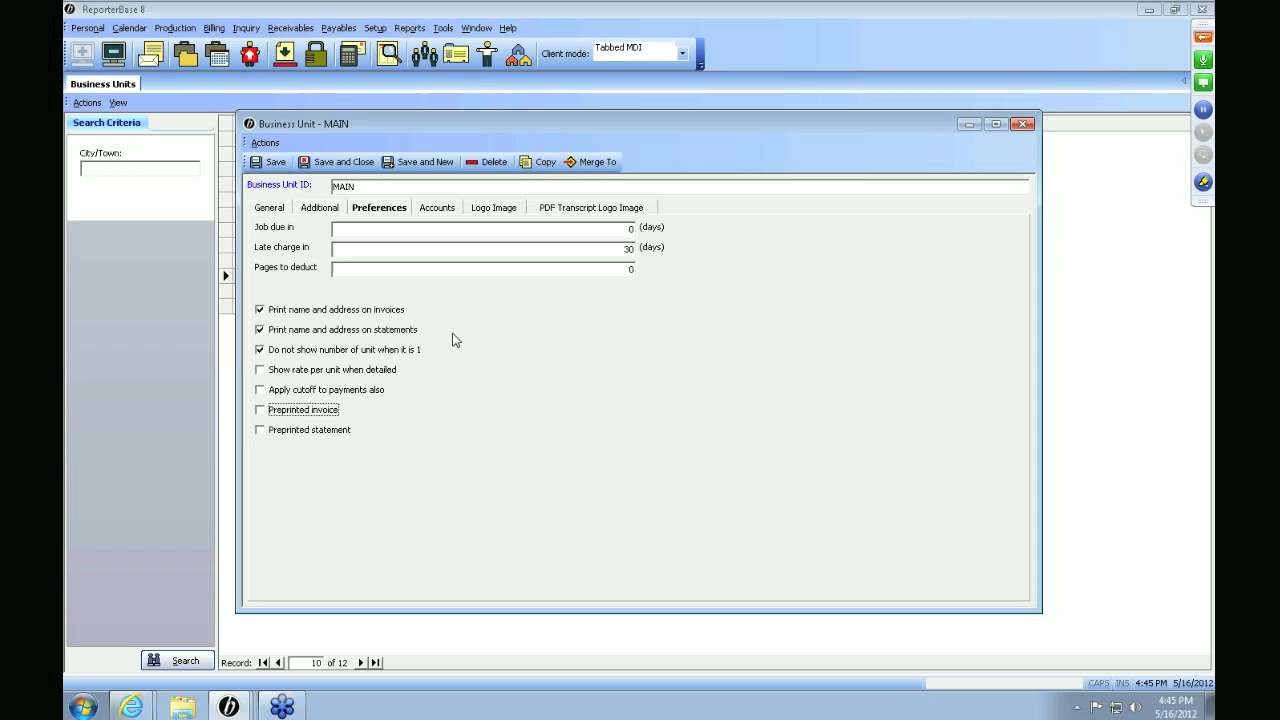 ReporterBase 8
Personal Calendar Production Billing Inquiry Receivables Payables Setup Reports Tools Window Help
Client mode: Tabbed MDI
Business Units
Actions View
Search Criteria
City/Town:
Business Unit - MAIN
Actions
Save Save and Close Save and New Delete Copy Merge To
Business Unit ID: MAIN
General Additional Preferences Accounts Logo Image PDF Transcript Logo Image
Job due in 0 (days)
Late charge in 30 (days)
Pages to deduct 0
Print name and address on invoices
Print name and address on statements
Do not show number of unit when it is 1
Show rate per unit when detailed
Apply cutoff to payments also
Preprinted invoice
Preprinted statement
Search
Record: 10 of 12
CAPS INS 4:45 PM 5/16/2012
4:45 PM
5/16/2012